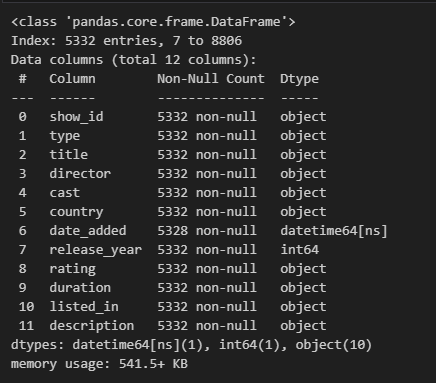 <class 'pandas.core.frame.DataFrame'>
Index: 5332 entries, 7 to 8806
Data columns (total 12 columns):
 #   Column        Non-Null Count  Dtype
---  ------        --------------  -----
 0   show_id       5332 non-null   object
 1   type          5332 non-null   object
 2   title         5332 non-null   object
 3   director      5332 non-null   object
 4   cast          5332 non-null   object
 5   country       5332 non-null   object
 6   date_added    5328 non-null   datetime64[ns]
 7   release_year  5332 non-null   int64
 8   rating        5332 non-null   object
 9   duration      5332 non-null   object
 10  listed_in     5332 non-null   object
 11  description   5332 non-null   object
dtypes: datetime64[ns](1), int64(1), object(10)
memory usage: 541.5+ KB